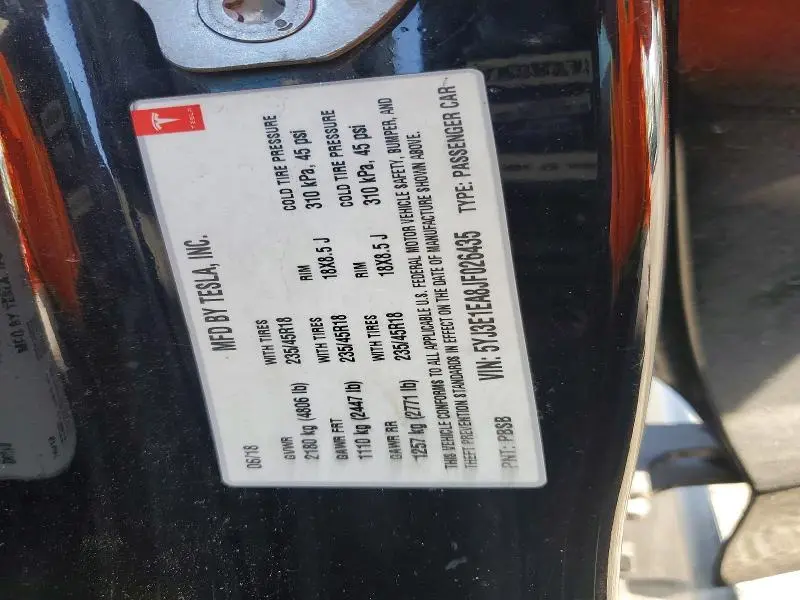 TESLA
MFD BY TESLA, INC.
06/18
GVWR WITH TIRES RIM COLD TIRE PRESSURE
2180 kg (4806 lb) 235/45R18 18X8.5 J 310 kPa, 45 psi
GAWR FRT WITH TIRES RIM COLD TIRE PRESSURE
1110 kg (2447 lb) 235/45R18 18X8.5 J 310 kPa, 45 psi
GAWR RR WITH TIRES
1257 kg (2771 lb) 235/45R18
THIS VEHICLE CONFORMS TO ALL APPLICABLE U.S. FEDERAL MOTOR VEHICLE SAFETY, BUMPER, AND
THEFT PREVENTION STANDARDS IN EFFECT ON THE DATE OF MANUFACTURE SHOWN ABOVE.
PNT: PBSB VIN: 5YJ3E1EA8JF026435 TYPE: PASSENGER CAR
MFD BY TESLA